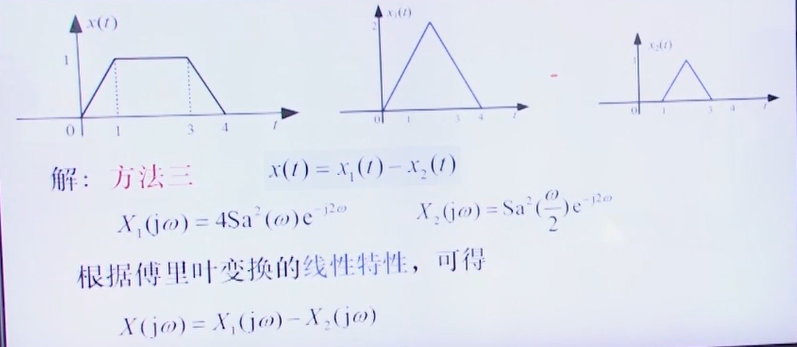 x(t)
1
0 1 3 4 t
2 x₁(t)
0 1 3 4 t
x₂(t)
1
0 1 3 4 t
解：方法三 x(t) = x₁(t) − x₂(t)
X₁(jω) = 4Sa²(ω)e^{−j2ω} X₂(jω) = Sa²(ω/2)e^{−j2ω}
根据傅里叶变换的线性特性，可得
X(jω) = X₁(jω) − X₂(jω)